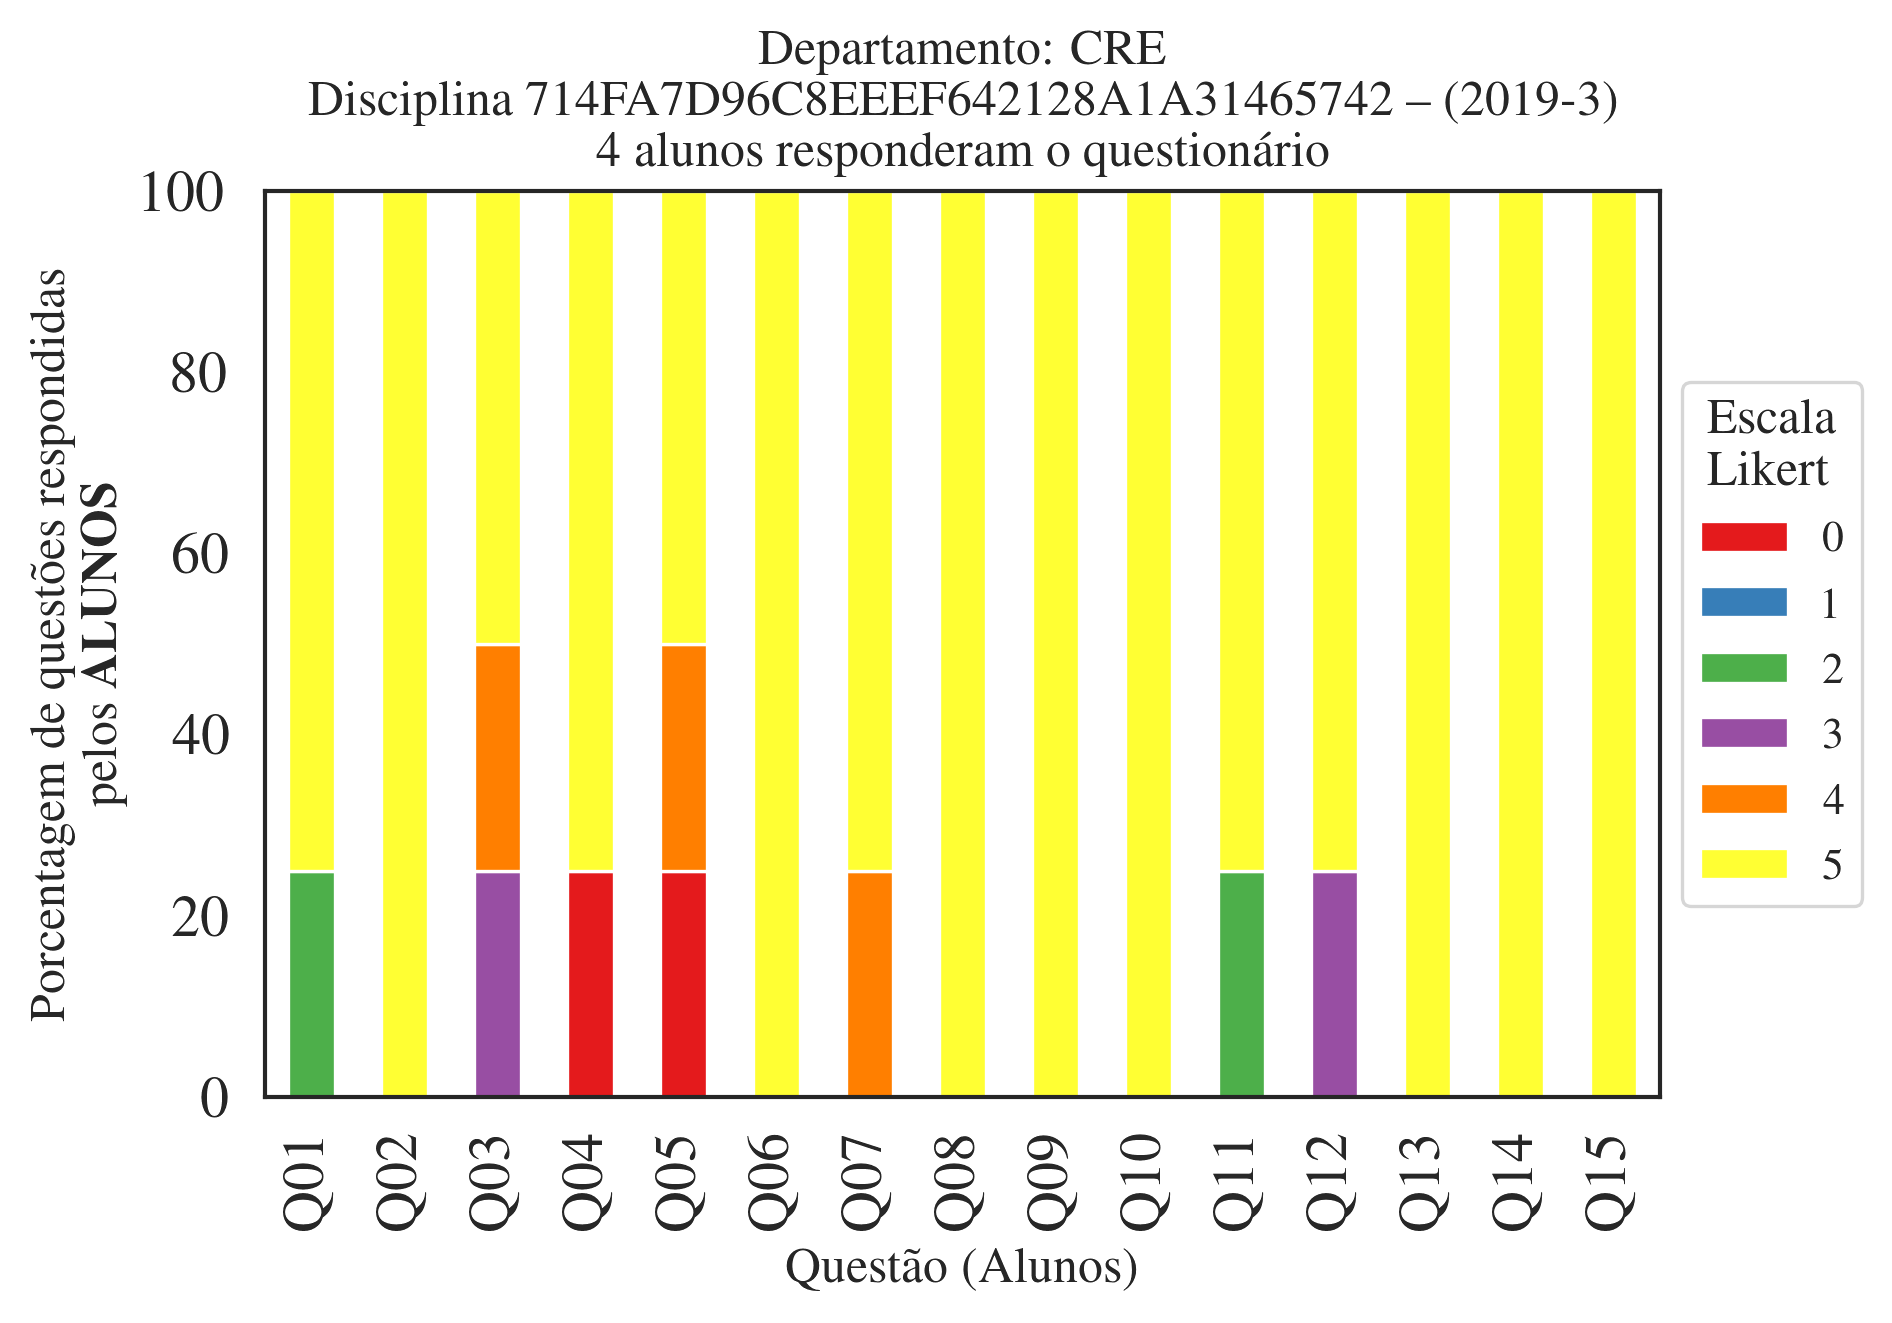 Departamento: CRE
Disciplina 714FA7D96C8EEEF642128A1A31465742 – (2019-3)
4 alunos responderam o questionário
Porcentagem de questões respondidas
pelos ALUNOS
100
80
60
40
20
0
Q01
Q02
Q03
Q04
Q05
Q06
Q07
Q08
Q09
Q10
Q11
Q12
Q13
Q14
Q15
Questão (Alunos)
Escala
Likert
0
1
2
3
4
5